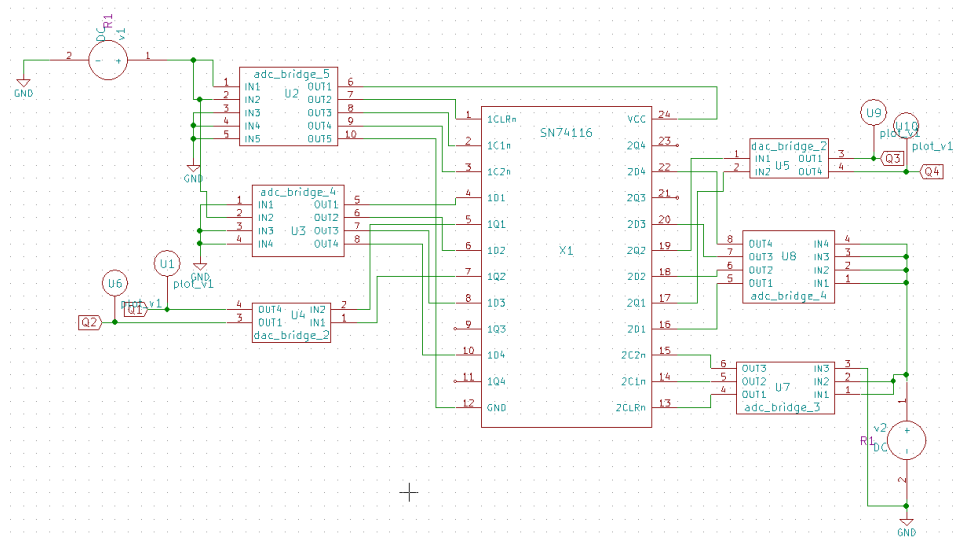 R1
DC
v1
2 - + 1
GND
adc_bridge_5
U2
1 IN1 OUT1 6
2 IN2 OUT2 7
3 IN3 OUT3 8
4 IN4 OUT4 9
5 IN5 OUT5 10
GND
adc_bridge_4
U3
1 IN1 OUT1 5
2 IN2 OUT2 6
3 IN3 OUT3 7
4 IN4 OUT4 8
GND
U1
plot_v1
U6
plot_v1
Q1
Q2
4 OUT4 IN2 2
3 OUT1 IN1 1
U4
dac_bridge_2
SN74116
X1
1 1CLRn VCC 24
2 1C1n 2Q4 23
3 1C2n 2D4 22
4 1D1 2Q3 21
5 1Q1 2D3 20
6 1D2 2Q2 19
7 1Q2 2D2 18
8 1D3 2Q1 17
9 1Q3 2D1 16
10 1D4 2C2n 15
11 1Q4 2C1n 14
12 GND 2CLRn 13
U9
plot_v1
U10
plot_v1
dac_bridge_2
1 IN1 OUT1 3
2 IN2 OUT4 4
U5
Q3
Q4
8 OUT4 IN4 4
7 OUT3 IN3 3
6 OUT2 IN2 2
5 OUT1 IN1 1
U8
adc_bridge_4
6 OUT3 IN3 3
5 OUT2 IN2 2
4 OUT1 IN1 1
U7
adc_bridge_3
1
v2
+
R1
DC
-
2
GND